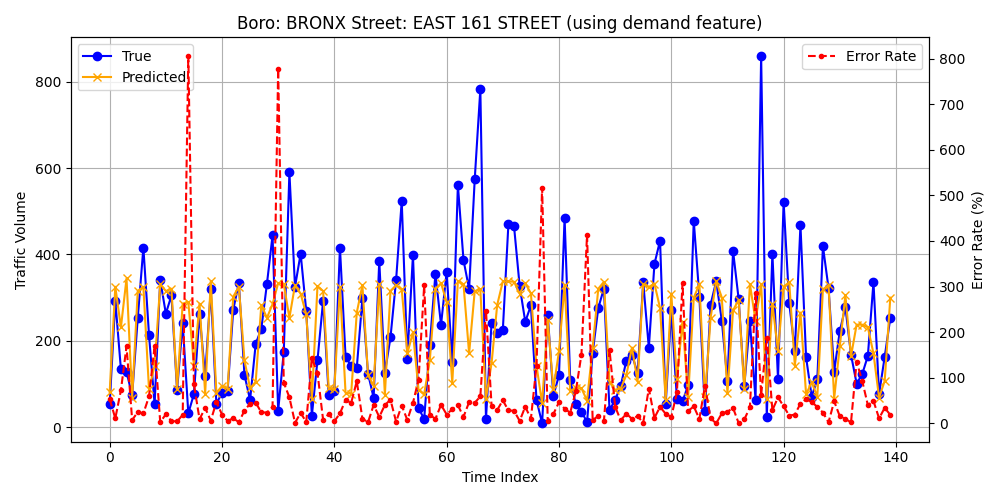 Boro: BRONX Street: EAST 161 STREET (using demand feature)
True
Predicted
Error Rate
Traffic Volume
800
600
400
200
0
800
700
600
500
400
300
200
100
0
Error Rate (%)
0 20 40 60 80 100 120 140
Time Index